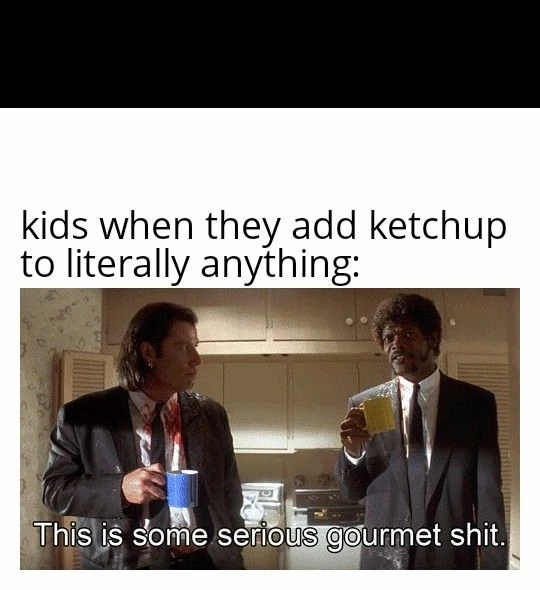 kids when they add ketchup
to literally anything:
This is some serious gourmet shit.